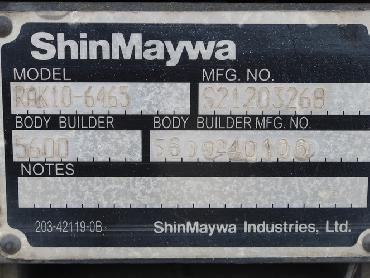 ShinMaywa
MODEL MFG. NO.
RAK10-6465 S21203268
BODY BUILDER BODY BUILDER MFG. NO.
5600
NOTES
203-42119-0B ShinMaywa Industries, Ltd.